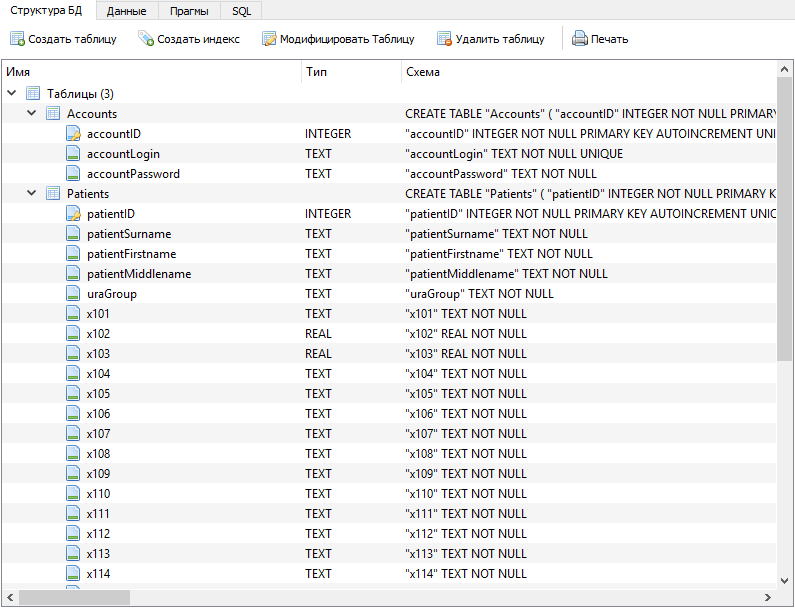 Структура БД Данные Прагмы SQL
Создать таблицу Создать индекс Модифицировать Таблицу Удалить таблицу Печать
Имя Тип Схема
Таблицы (3)
Accounts CREATE TABLE "Accounts" ( "accountID" INTEGER NOT NULL PRIMARY
accountID INTEGER "accountID" INTEGER NOT NULL PRIMARY KEY AUTOINCREMENT UNI
accountLogin TEXT "accountLogin" TEXT NOT NULL UNIQUE
accountPassword TEXT "accountPassword" TEXT NOT NULL
Patients CREATE TABLE "Patients" ( "patientID" INTEGER NOT NULL PRIMARY K
patientID INTEGER "patientID" INTEGER NOT NULL PRIMARY KEY AUTOINCREMENT UNIC
patientSurname TEXT "patientSurname" TEXT NOT NULL
patientFirstname TEXT "patientFirstname" TEXT NOT NULL
patientMiddlename TEXT "patientMiddlename" TEXT NOT NULL
uraGroup TEXT "uraGroup" TEXT NOT NULL
x101 TEXT "x101" TEXT NOT NULL
x102 REAL "x102" REAL NOT NULL
x103 REAL "x103" REAL NOT NULL
x104 TEXT "x104" TEXT NOT NULL
x105 TEXT "x105" TEXT NOT NULL
x106 TEXT "x106" TEXT NOT NULL
x107 TEXT "x107" TEXT NOT NULL
x108 TEXT "x108" TEXT NOT NULL
x109 TEXT "x109" TEXT NOT NULL
x110 TEXT "x110" TEXT NOT NULL
x111 TEXT "x111" TEXT NOT NULL
x112 TEXT "x112" TEXT NOT NULL
x113 TEXT "x113" TEXT NOT NULL
x114 TEXT "x114" TEXT NOT NULL